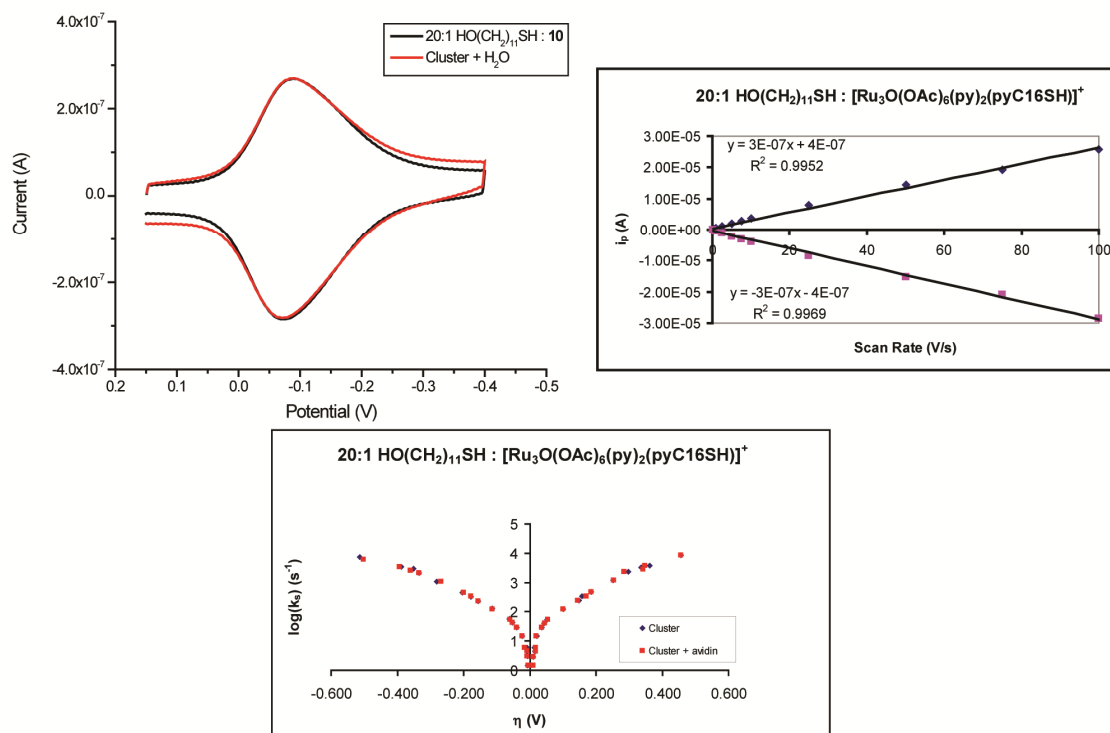 4.0x10⁻⁷
2.0x10⁻⁷
0.0
-2.0x10⁻⁷
-4.0x10⁻⁷
Current (A)
0.2 0.1 0.0 -0.1 -0.2 -0.3 -0.4 -0.5
Potential (V)
20:1 HO(CH₂)₁₁SH : 10
Cluster + H₂O
20:1 HO(CH₂)₁₁SH : [Ru₃O(OAc)₆(py)₂(pyC16SH)]⁺
3.00E-05
2.00E-05
1.00E-05
0.00E+00
-1.00E-05
-2.00E-05
-3.00E-05
iₚ (A)
y = 3E-07x + 4E-07
R² = 0.9952
0 20 40 60 80 100
y = -3E-07x - 4E-07
R² = 0.9969
Scan Rate (V/s)
20:1 HO(CH₂)₁₁SH : [Ru₃O(OAc)₆(py)₂(pyC16SH)]⁺
log(kₛ) (s⁻¹)
5
4
3
2
1
0
Cluster
Cluster + avidin
-0.600 -0.400 -0.200 0.000 0.200 0.400 0.600
η (V)